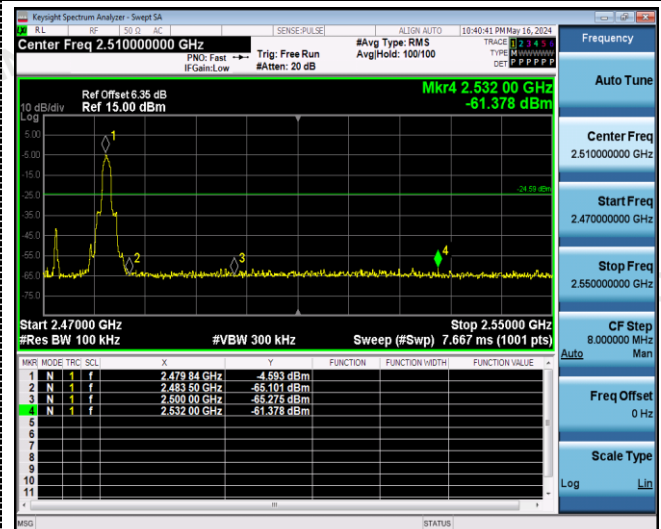 Keysight Spectrum Analyzer - Swept SA
RL RF 50 Ω AC SENSE:PULSE ALIGN AUTO 10:40:41 PM May 16, 2024
Center Freq 2.510000000 GHz #Avg Type: RMS TRACE 1 2 3 4 5 6
PNO: Fast Trig: Free Run Avg|Hold: 100/100 TYPE MWWWWW
IFGain:Low #Atten: 20 dB DET P P P P P P
Mkr4 2.532 00 GHz
-61.378 dBm
Ref Offset 6.35 dB
10 dB/div Ref 15.00 dBm
Log
5.00
-5.00
-15.0
-25.0
-35.0
-45.0
-55.0
-65.0
-75.0
1
2
3
4
-24.59 dBm
Start 2.47000 GHz Stop 2.55000 GHz
#Res BW 100 kHz #VBW 300 kHz Sweep (#Swp) 7.667 ms (1001 pts)
MKR MODE TRC SCL X Y FUNCTION FUNCTION WIDTH FUNCTION VALUE
1 N 1 f 2.479 84 GHz -4.593 dBm
2 N 1 f 2.483 50 GHz -65.101 dBm
3 N 1 f 2.500 00 GHz -65.275 dBm
4 N 1 f 2.532 00 GHz -61.378 dBm
5
6
7
8
9
10
11
MSG STATUS
Frequency
Auto Tune
Center Freq
2.510000000 GHz
Start Freq
2.470000000 GHz
Stop Freq
2.550000000 GHz
CF Step
8.000000 MHz
Auto Man
Freq Offset
0 Hz
Scale Type
Log Lin